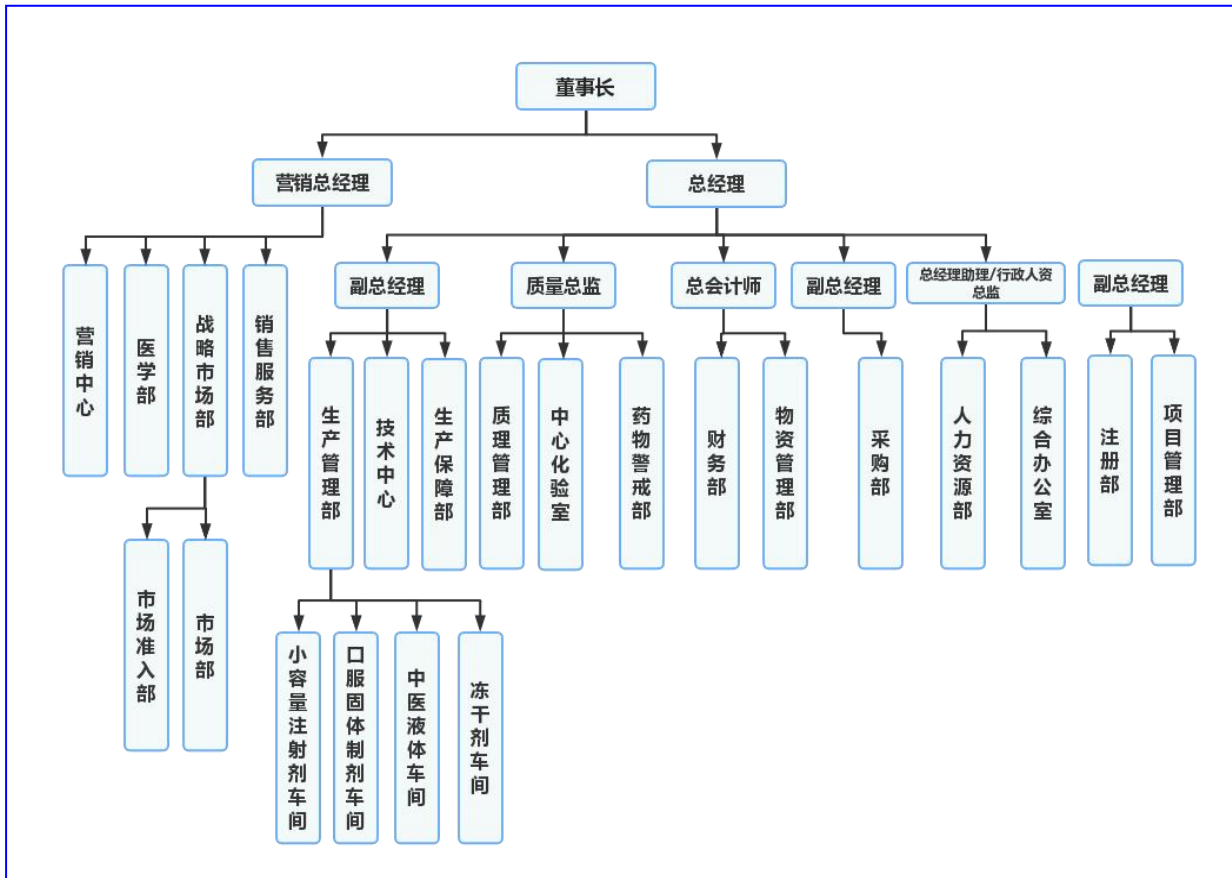 董事长
营销总经理
总经理
副总经理
质量总监
总会计师
副总经理
总经理助理/行政人资
总监
副总经理
营销中心
医学部
战略市场部
销售服务部
生产管理部
技术中心
生产保障部
质理管理部
中心化验室
药物警戒部
财务部
物资管理部
采购部
人力资源部
综合办公室
注册部
项目管理部
市场准入部
市场部
小容量注射剂车间
口服固体制剂车间
中医液体车间
冻干剂车间